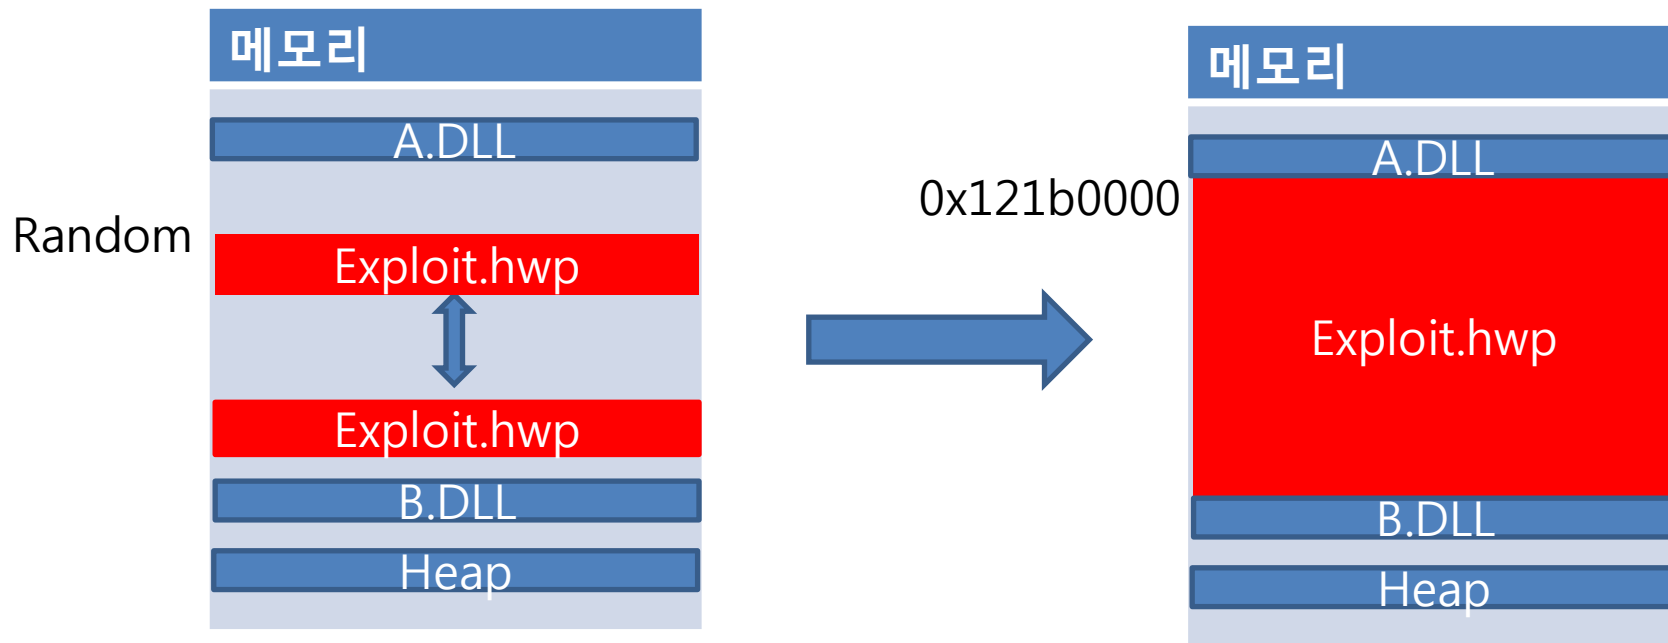 메모리
A.DLL
Random
Exploit.hwp
Exploit.hwp
B.DLL
Heap
메모리
A.DLL
0x121b0000
Exploit.hwp
B.DLL
Heap